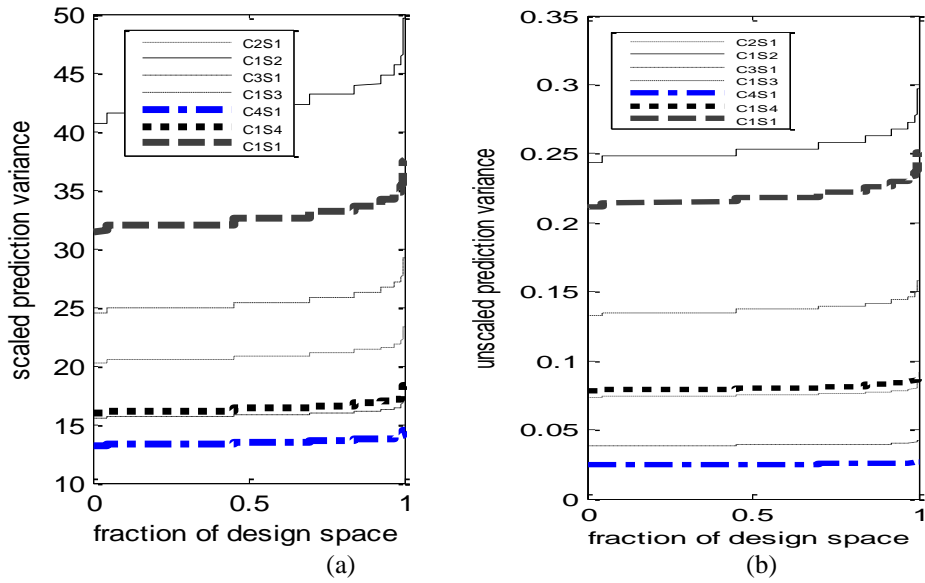 50
45
40
35
30
25
20
15
10
scaled prediction variance
C2S1
C1S2
C3S1
C1S3
C4S1
C1S4
C1S1
0
0.5
1
fraction of design space
(a)
0.35
0.3
0.25
0.2
0.15
0.1
0.05
0
unscaled prediction variance
C2S1
C1S2
C3S1
C1S3
C4S1
C1S4
C1S1
0
0.5
1
fraction of design space
(b)